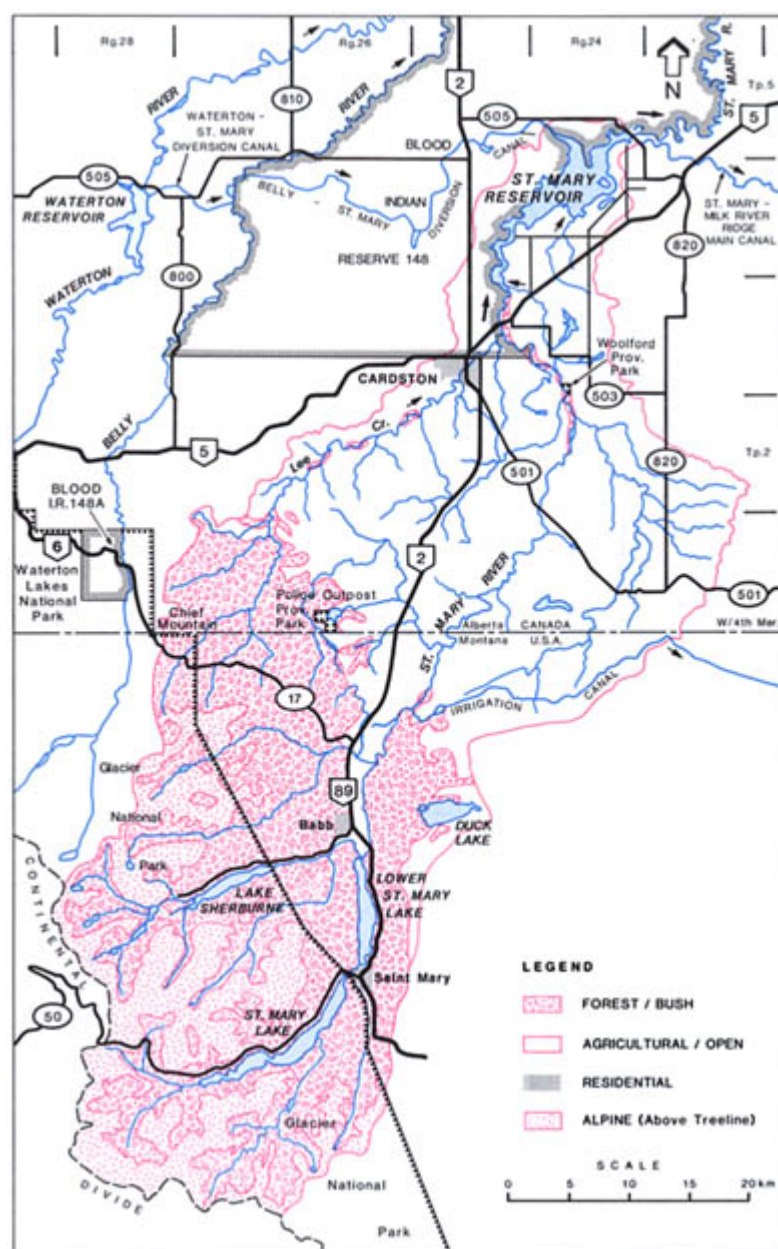 Rg.28
Rg.26
Rg.24
N
Tp.5
ST. MARY R.
5
2
810
505
RIVER
RIVER
WATERTON -
ST. MARY
DIVERSION CANAL
BLOOD
CANAL
505
WATERTON
RESERVOIR
BELLY - ST. MARY
INDIAN
DIVERSION
ST. MARY
RESERVOIR
ST. MARY -
MILK RIVER
RIDGE
MAIN CANAL
RESERVE 148
800
820
WATERTON
Woolford
Prov.
Park
CARDSTON
503
BELLY
5
Lee Cr.
Tp.2
501
820
BLOOD
I.R.148A
6
Waterton
Lakes
National
Park
2
RIVER
501
Chief
Mountain
Police Outpost
Prov.
Park
ST. MARY
Alberta CANADA
Montana U.S.A.
W/4th Mer.
17
IRRIGATION CANAL
Glacier
National
Park
89
Babb
DUCK
LAKE
CONTINENTAL
LAKE
SHERBURNE
LOWER
ST. MARY
LAKE
Saint Mary
50
ST. MARY
LAKE
LEGEND
FOREST / BUSH
AGRICULTURAL / OPEN
RESIDENTIAL
ALPINE (Above Treeline)
Glacier
National
Park
DIVIDE
SCALE
0 5 10 15 20 km